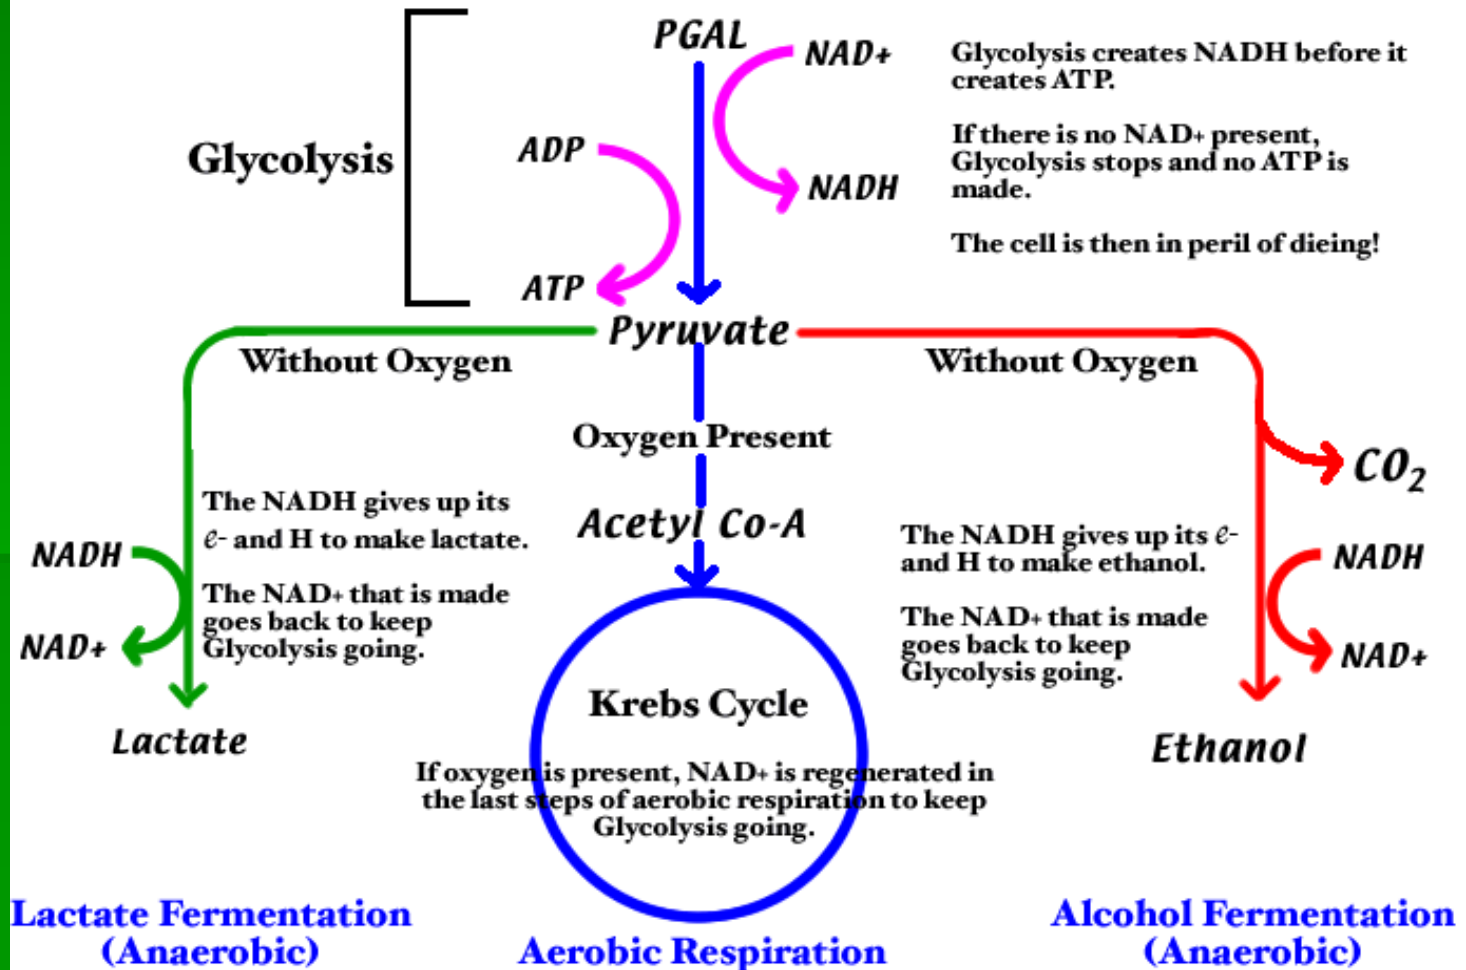 PGAL
NAD+
Glycolysis creates NADH before it
creates ATP.
If there is no NAD+ present,
Glycolysis stops and no ATP is
made.
The cell is then in peril of dieing!
Glycolysis
ADP
NADH
ATP
Pyruvate
Without Oxygen
Without Oxygen
Oxygen Present
Acetyl Co-A
CO₂
The NADH gives up its
e- and H to make lactate.
The NAD+ that is made
goes back to keep
Glycolysis going.
NADH
NAD+
Lactate
The NADH gives up its e-
and H to make ethanol.
The NAD+ that is made
goes back to keep
Glycolysis going.
NADH
NAD+
Ethanol
Krebs Cycle
If oxygen is present, NAD+ is regenerated in
the last steps of aerobic respiration to keep
Glycolysis going.
Lactate Fermentation
(Anaerobic)
Aerobic Respiration
Alcohol Fermentation
(Anaerobic)